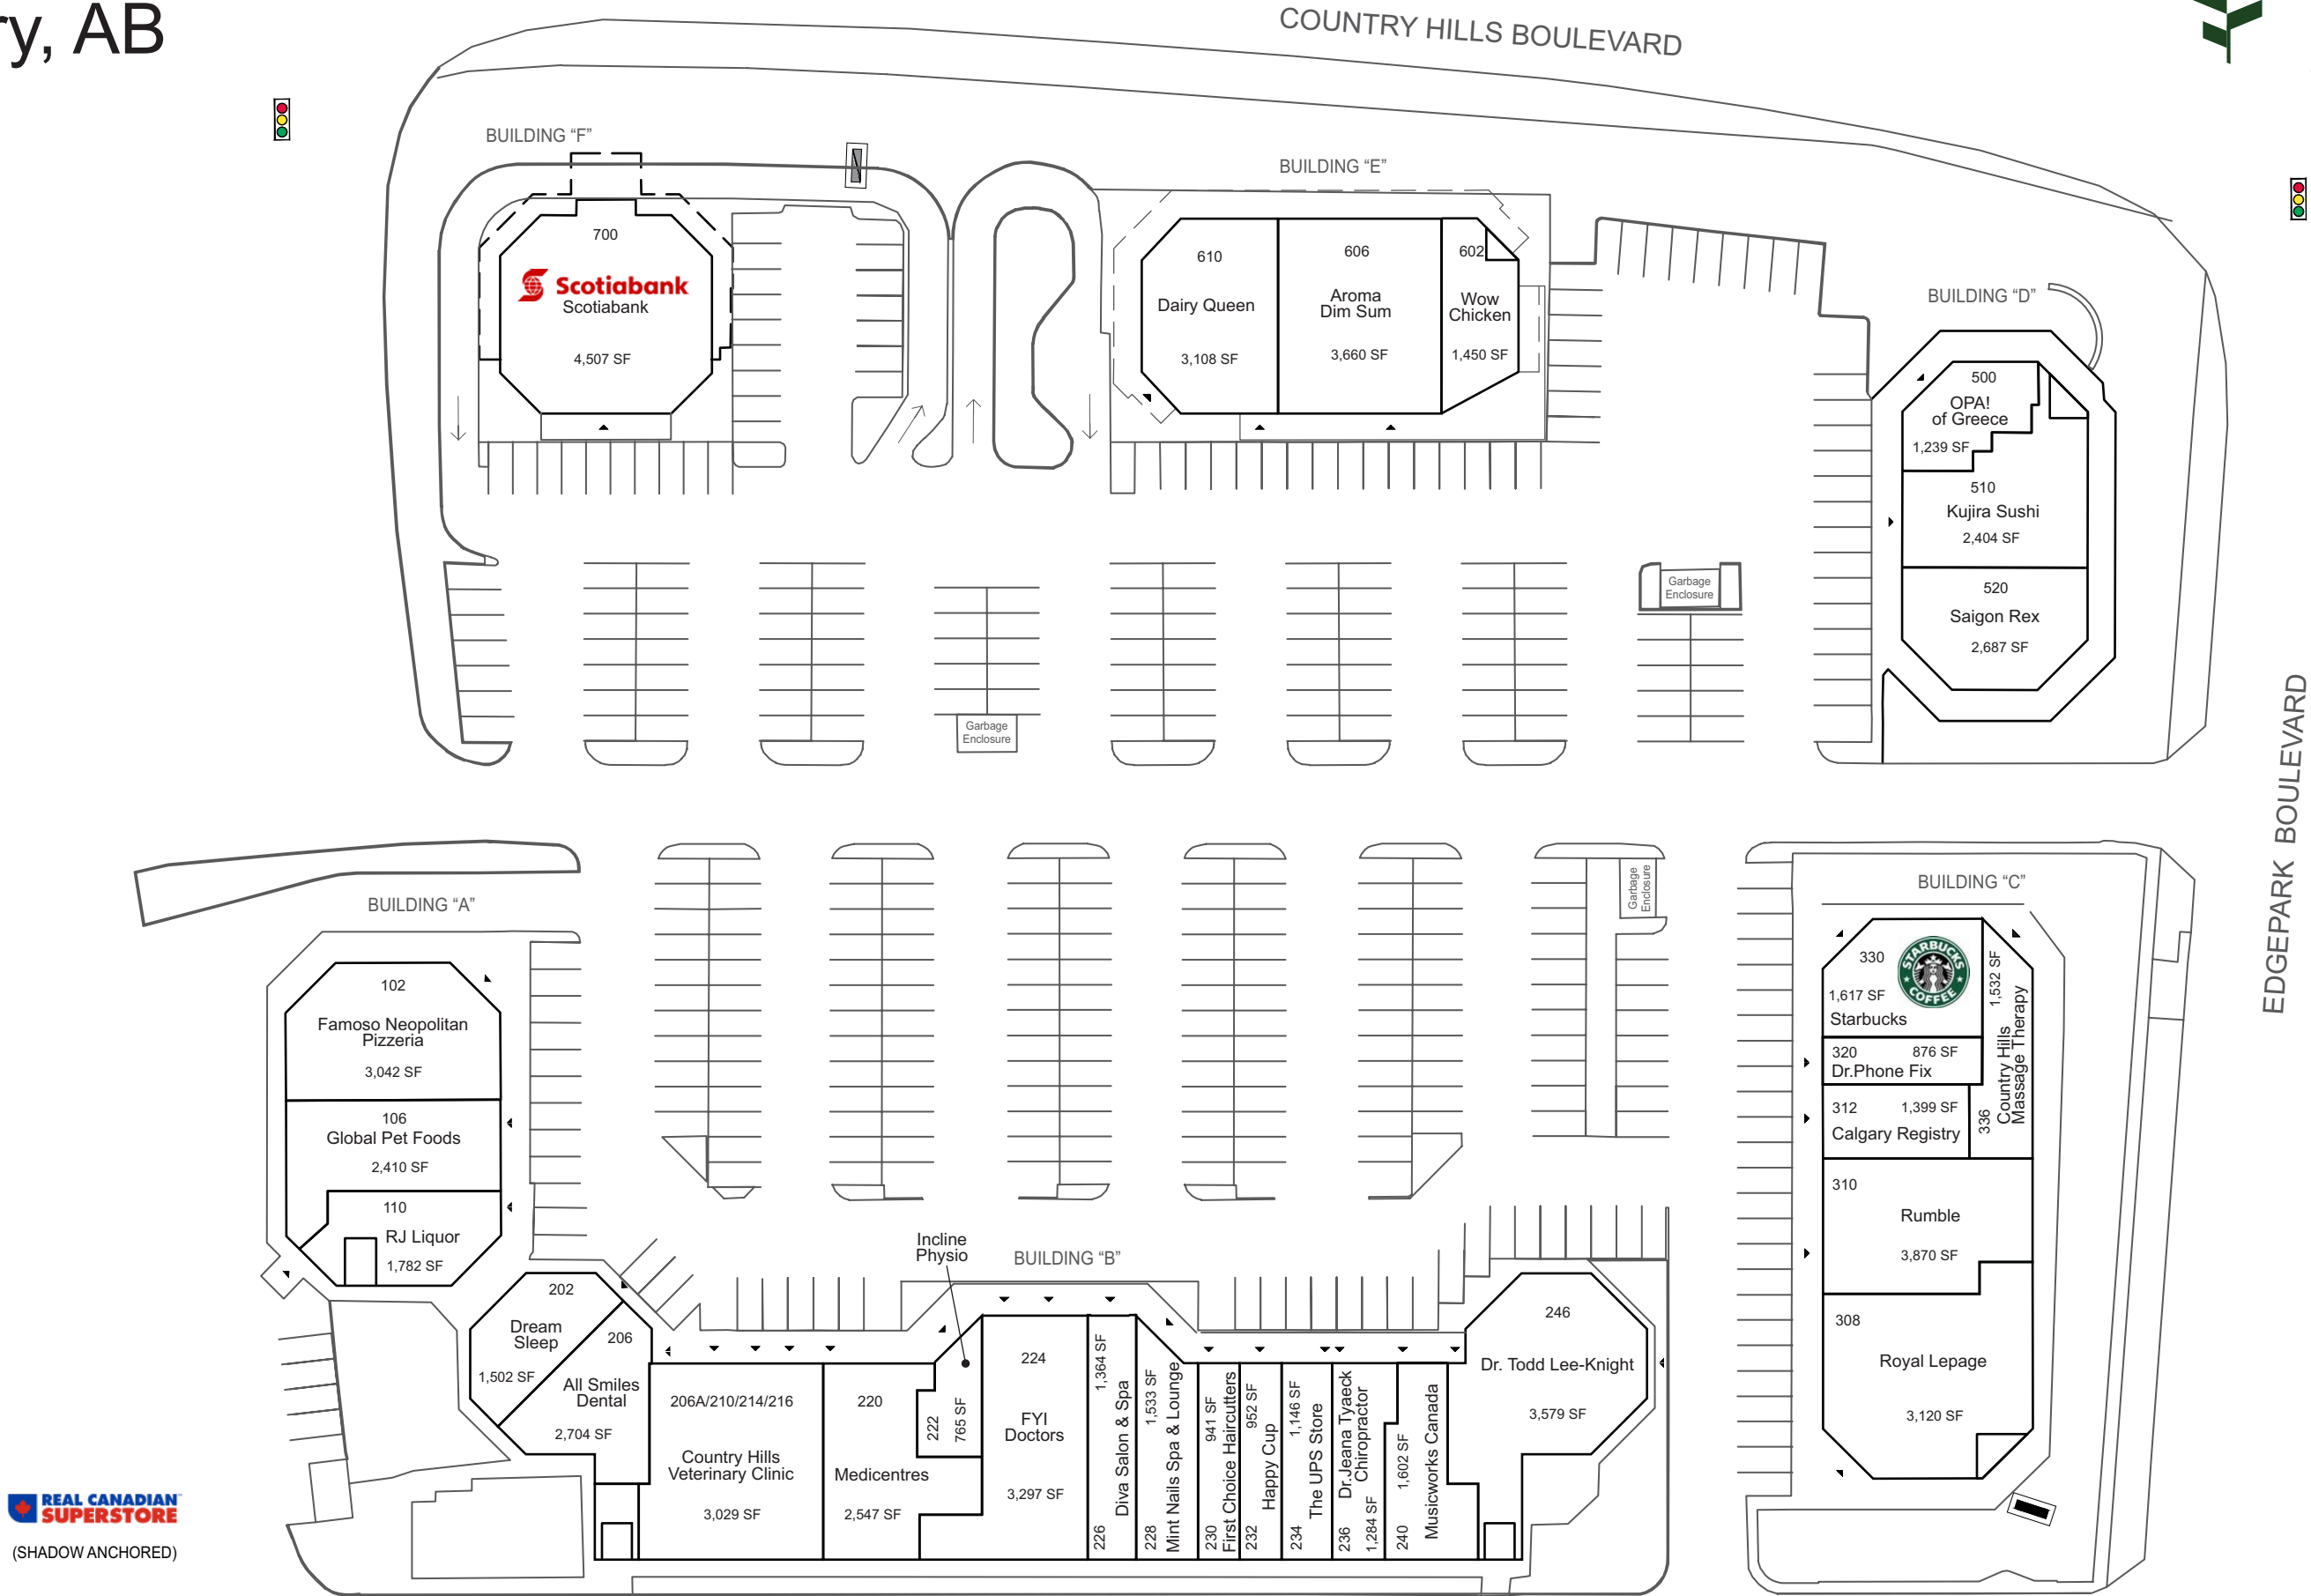 ry, AB
COUNTRY HILLS BOULEVARD
BUILDING “F”
700
Scotiabank
Scotiabank
4,507 SF
BUILDING “E”
610
Dairy Queen
3,108 SF
606
Aroma
Dim Sum
3,660 SF
602
Wow
Chicken
1,450 SF
BUILDING “D”
500
OPA!
of Greece
1,239 SF
510
Kujira Sushi
2,404 SF
520
Saigon Rex
2,687 SF
Garbage
Enclosure
Garbage
Enclosure
EDGEPARK BOULEVARD
BUILDING “A”
102
Famoso Neopolitan
Pizzeria
3,042 SF
106
Global Pet Foods
2,410 SF
110
RJ Liquor
1,782 SF
Garbage
Enclosure
BUILDING “C”
330
STARBUCKS
COFFEE
1,617 SF
Starbucks
1,532 SF
Country Hills
Massage Therapy
336
320
876 SF
Dr.Phone Fix
312
1,399 SF
Calgary Registry
310
Rumble
3,870 SF
308
Royal Lepage
3,120 SF
BUILDING “B”
Incline
Physio
202
Dream
Sleep
1,502 SF
206
All Smiles
Dental
2,704 SF
206A/210/214/216
Country Hills
Veterinary Clinic
3,029 SF
220
Medicentres
2,547 SF
222
765 SF
224
FYI
Doctors
3,297 SF
226
1,364 SF
Diva Salon & Spa
228
1,533 SF
Mint Nails Spa & Lounge
230
941 SF
First Choice Haircutters
232
952 SF
Happy Cup
234
1,146 SF
The UPS Store
236
Dr.Jeana Tyaeck
Chiropractor
1,284 SF
240
1,602 SF
Musicworks Canada
246
Dr. Todd Lee-Knight
3,579 SF
REAL CANADIAN
SUPERSTORE
(SHADOW ANCHORED)